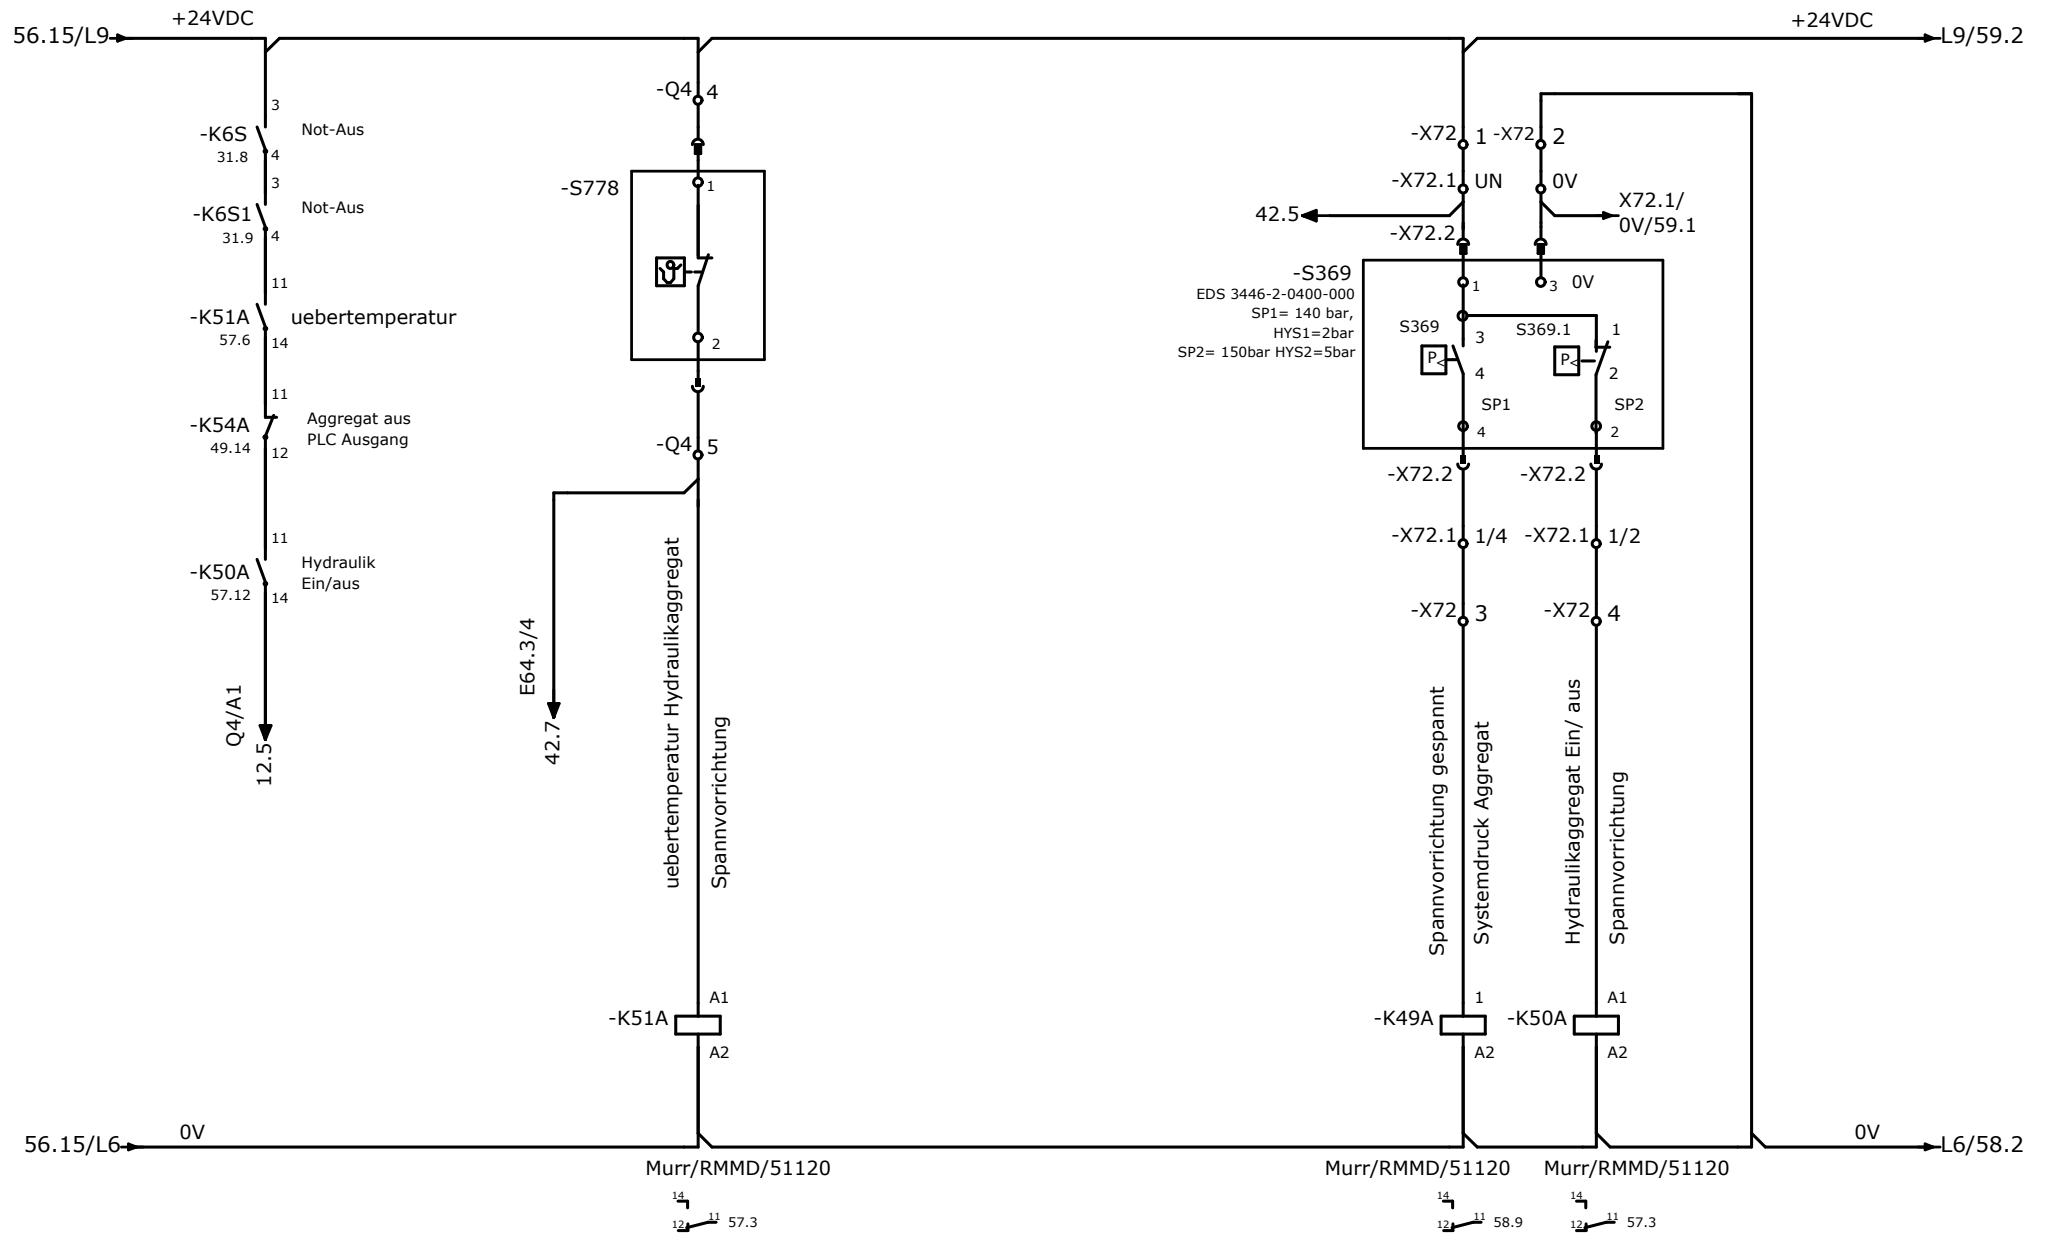 +24VDC
+24VDC
56.15/L9
L9/59.2
3
-K6S
Not-Aus
31.8
4
3
-K6S1
Not-Aus
31.9
4
11
-K51A
uebertemperatur
57.6
14
11
-K54A
Aggregat aus
PLC Ausgang
49.14
12
11
-K50A
Hydraulik
Ein/aus
57.12
14
Q4/A1
12.5
-Q4
4
-S778
1
2
-Q4
5
E64.3/4
42.7
uebertemperatur Hydraulikaggregat
Spannvorrichtung
-K51A
A1
A2
-X72
1
-X72
2
-X72.1
UN
0V
42.5
X72.1/
0V/59.1
-X72.2
-S369
EDS 3446-2-0400-000
SP1= 140 bar,
HYS1=2bar
SP2= 150bar HYS2=5bar
1
3
0V
S369
3
S369.1
1
P<
4
P<
2
SP1
SP2
4
2
-X72.2
-X72.2
-X72.1
1/4
-X72.1
1/2
-X72
3
-X72
4
Spannvorrichtung gespannt
Systemdruck Aggregat
Hydraulikaggregat Ein/ aus
Spannvorrichtung
1
-K49A
A2
A1
-K50A
A2
56.15/L6
0V
0V
L6/58.2
Murr/RMMD/51120
Murr/RMMD/51120
Murr/RMMD/51120
14
12
11
57.3
14
12
11
58.9
14
12
11
57.3